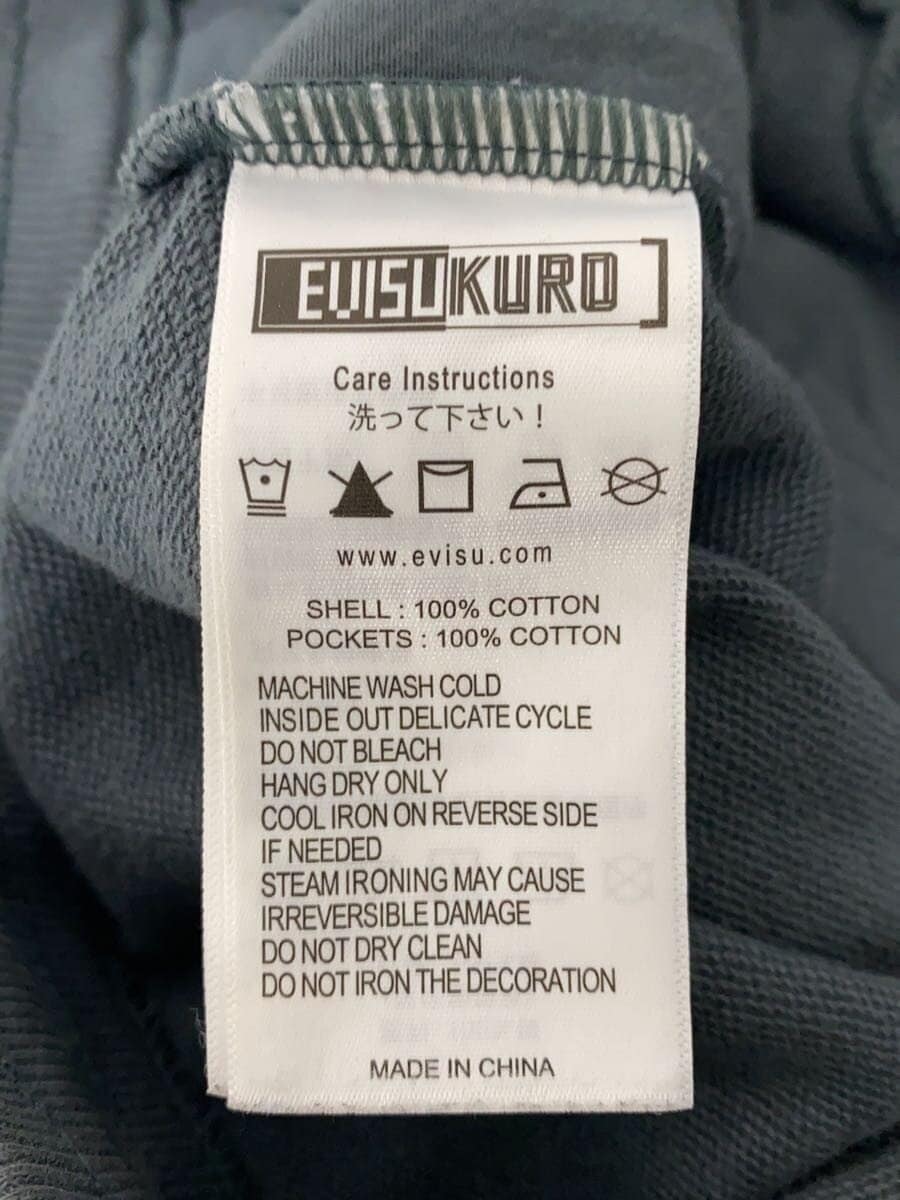 EVISUKURO
Care Instructions
洗って下さい！
www.evisu.com
SHELL : 100% COTTON
POCKETS : 100% COTTON
MACHINE WASH COLD
INSIDE OUT DELICATE CYCLE
DO NOT BLEACH
HANG DRY ONLY
COOL IRON ON REVERSE SIDE
IF NEEDED
STEAM IRONING MAY CAUSE
IRREVERSIBLE DAMAGE
DO NOT DRY CLEAN
DO NOT IRON THE DECORATION
MADE IN CHINA